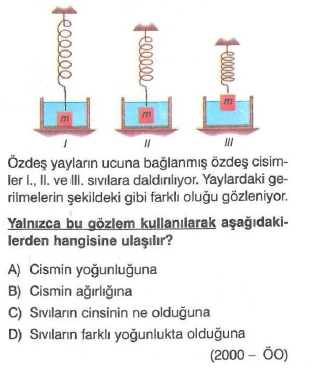 m
m
m
I
II
III
Özdeş yayların ucuna bağlanmış özdeş cisim-
ler I., II. ve III. sıvılara daldırılıyor. Yaylardaki ge-
rilmelerin şekildeki gibi farklı oluğu gözleniyor.
Yalnızca bu gözlem kullanılarak aşağıdaki-
lerden hangisine ulaşılır?
A) Cismin yoğunluğuna
B) Cismin ağırlığına
C) Sıvıların cinsinin ne olduğuna
D) Sıvıların farklı yoğunlukta olduğuna
(2000 – ÖO)